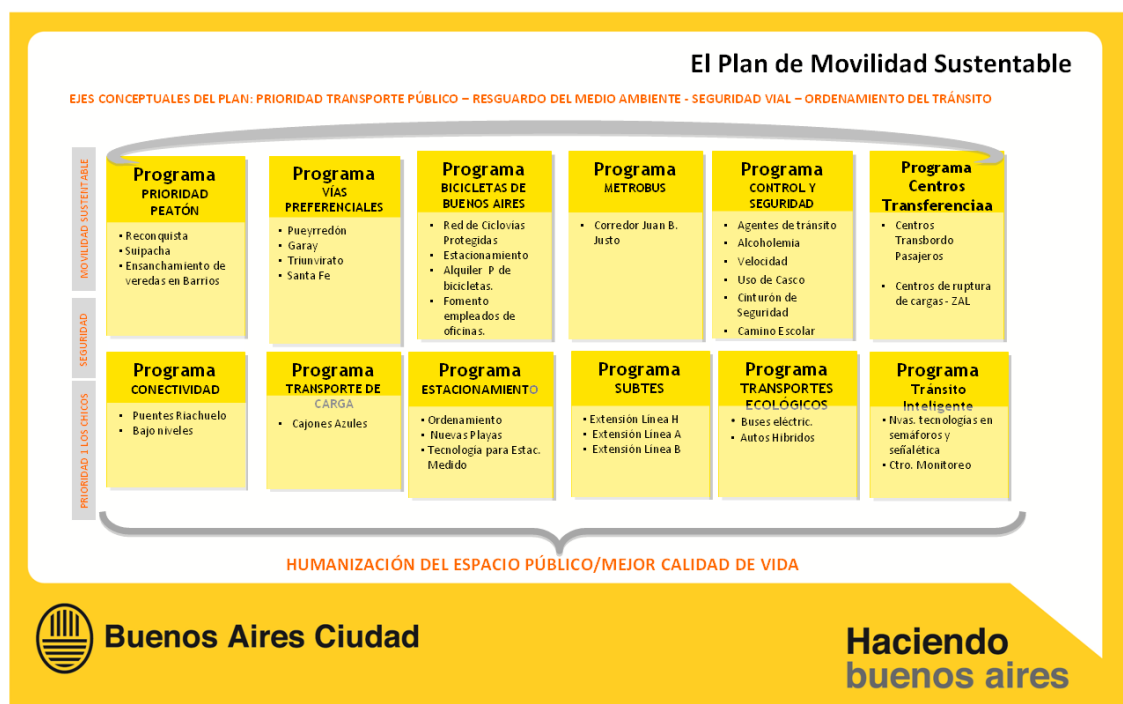 El Plan de Movilidad Sustentable
EJES CONCEPTUALES DEL PLAN: PRIORIDAD TRANSPORTE PÚBLICO – RESGUARDO DEL MEDIO AMBIENTE - SEGURIDAD VIAL – ORDENAMIENTO DEL TRÁNSITO
MOVILIDAD SUSTENTABLE
SEGURIDAD
PRIORIDAD 1 LOS CHICOS
Programa
PRIORIDAD
PEATÓN
• Reconquista
• Suipacha
• Ensanchamiento de
veredas en Barrios
Programa
VÍAS
PREFERENCIALES
• Pueyrredón
• Garay
• Triunvirato
• Santa Fe
Programa
BICICLETAS DE
BUENOS AIRES
• Red de Ciclovías
Protegidas
• Estacionamiento
• Alquiler P de
bicicletas.
• Fomento
empleados de
oficinas.
Programa
METROBUS
• Corredor Juan B.
Justo
Programa
CONTROL Y
SEGURIDAD
• Agentes de tránsito
• Alcoholemia
• Velocidad
• Uso de Casco
• Cinturón de
Seguridad
• Camino Escolar
Programa
Centros
Transferenciaa
• Centros
Transbordo
Pasajeros
• Centros de ruptura
de cargas - ZAL
Programa
CONECTIVIDAD
• Puentes Riachuelo
• Bajo niveles
Programa
TRANSPORTE DE
CARGA
• Cajones Azules
Programa
ESTACIONAMIENTO
• Ordenamiento
• Nuevas Playas
• Tecnología para Estac.
Medido
Programa
SUBTES
• Extensión Línea H
• Extensión Línea A
• Extensión Línea B
Programa
TRANSPORTES
ECOLÓGICOS
• Buses eléctric.
• Autos Hibridos
Programa
Tránsito
Inteligente
• Nvas. tecnologías en
semáforos y
señalética
• Ctro. Monitoreo
HUMANIZACIÓN DEL ESPACIO PÚBLICO/MEJOR CALIDAD DE VIDA
Buenos Aires Ciudad
Haciendo
buenos aires